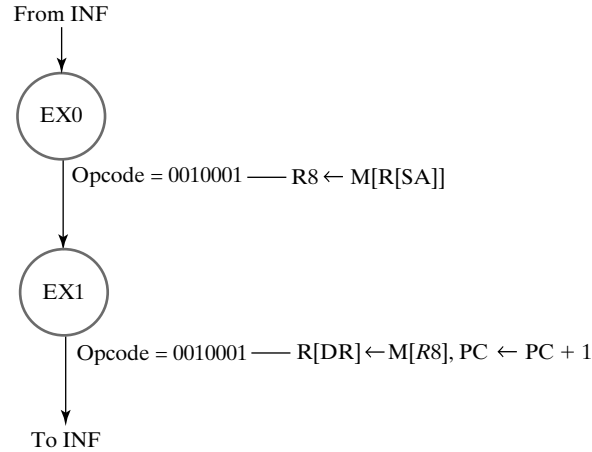 From INF
EX0
Opcode = 0010001 — R8 ← M[R[SA]]
EX1
Opcode = 0010001 — R[DR] ← M[R8], PC ← PC + 1
To INF